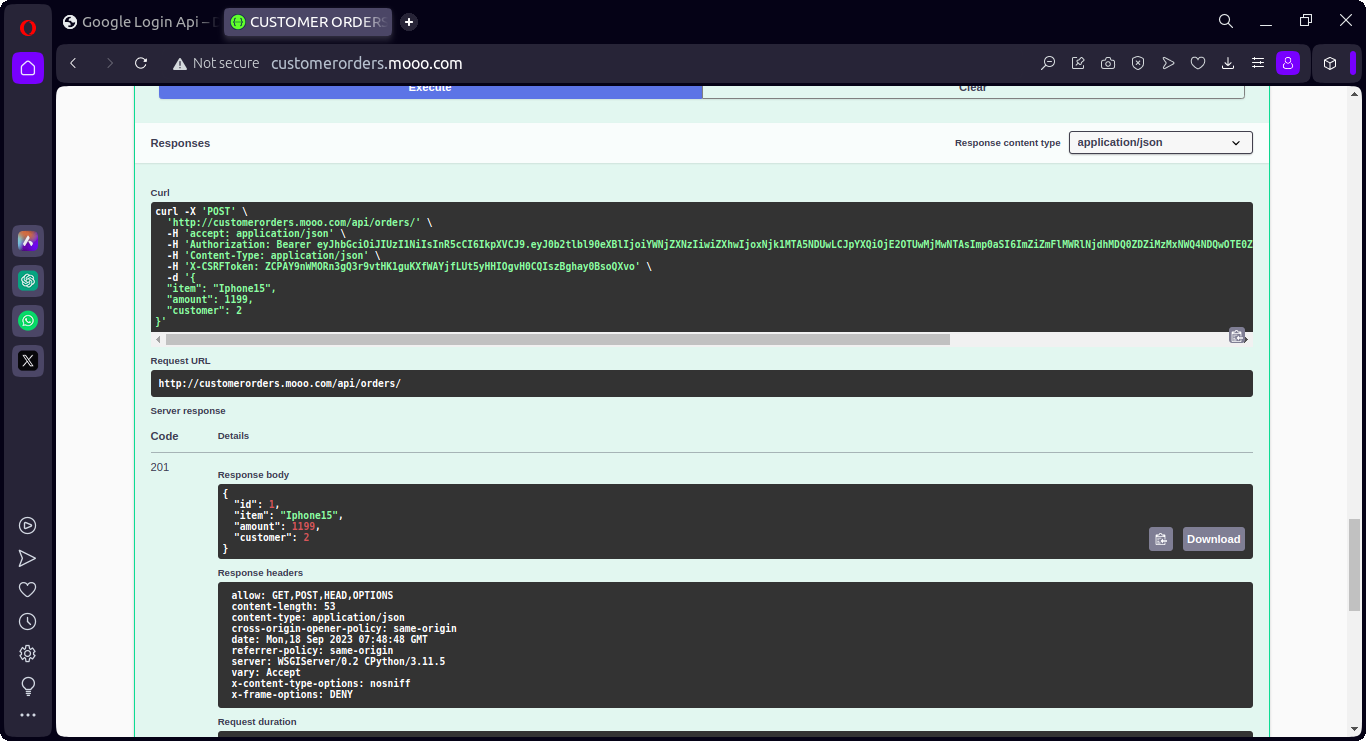 Google Login Api –
CUSTOMER ORDERS
Not secure customerorders.mooo.com
Execute
Clear
Responses
Response content type
application/json
Curl
curl -X 'POST' \
'http://customerorders.mooo.com/api/orders/' \
-H 'accept: application/json' \
-H 'Authorization: Bearer
-H 'Content-Type: application/json' \
-H 'X-CSRFToken: ZCPAY9nWMORn3gQ3r9vtHK1guKXfWAYjfLUt5yHHIOgvH0CQIszBghay0BsoQXvo' \
-d '{
"item": "Iphone15",
"amount": 1199,
"customer": 2
}'
Request URL
http://customerorders.mooo.com/api/orders/
Server response
Code
Details
201
Response body
{
"id": 1,
"item": "Iphone15",
"amount": 1199,
"customer": 2
}
Download
Response headers
allow: GET,POST,HEAD,OPTIONS
content-length: 53
content-type: application/json
cross-origin-opener-policy: same-origin
date: Mon,18 Sep 2023 07:48:48 GMT
referrer-policy: same-origin
server: WSGIServer/0.2 CPython/3.11.5
vary: Accept
x-content-type-options: nosniff
x-frame-options: DENY
Request duration